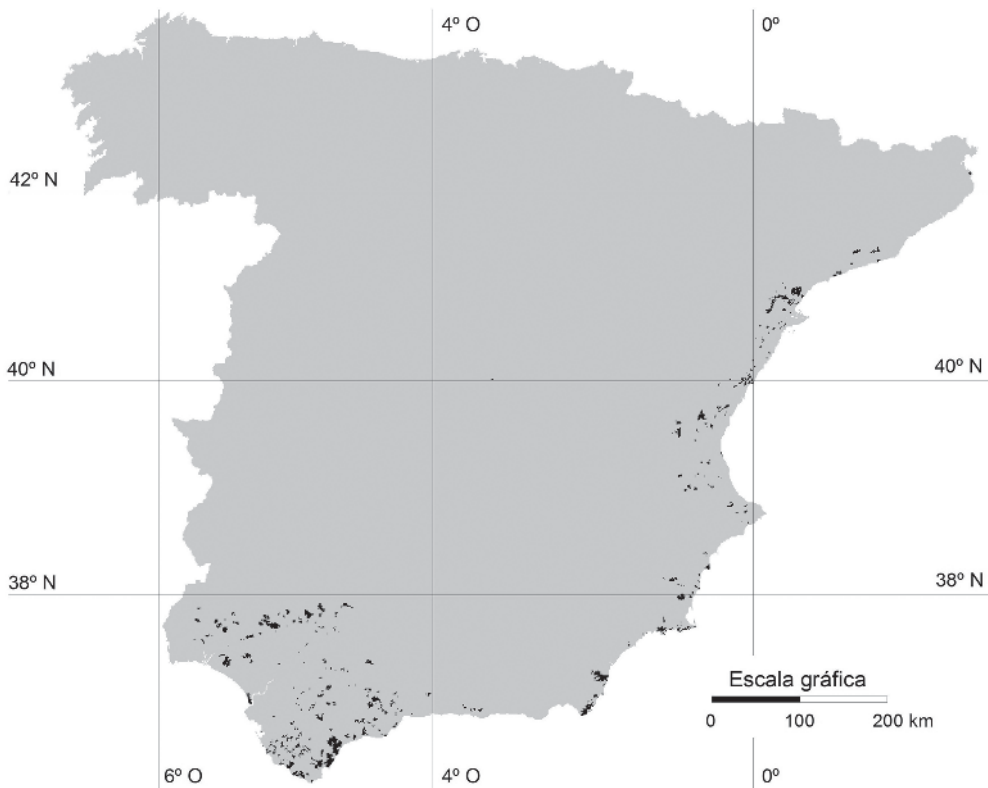 4º O
0º
42º N
40º N
40º N
38º N
38º N
Escala gráfica
0 100 200 km
6º O
4º O
0º